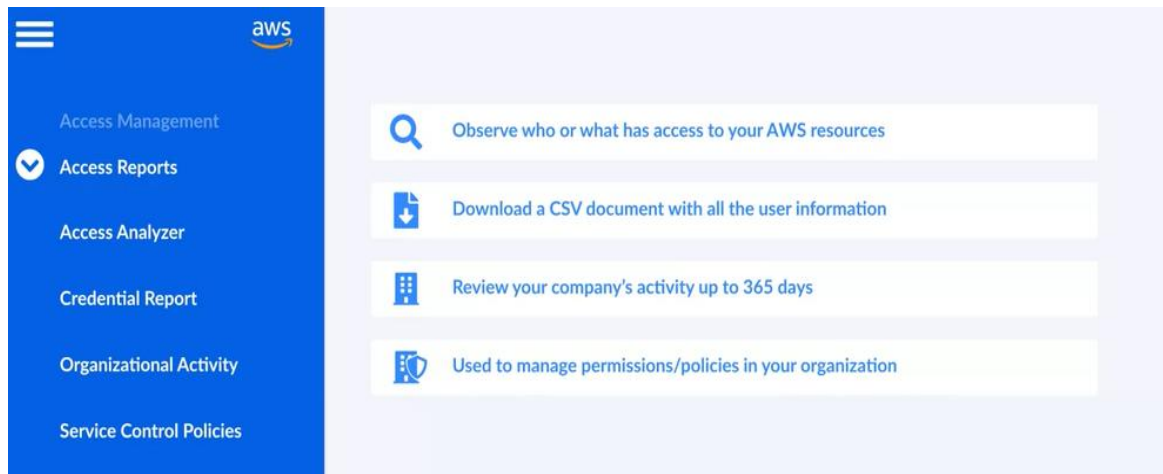 aws
Access Management
Access Reports
Access Analyzer
Credential Report
Organizational Activity
Service Control Policies
Observe who or what has access to your AWS resources
Download a CSV document with all the user information
Review your company's activity up to 365 days
Used to manage permissions/policies in your organization